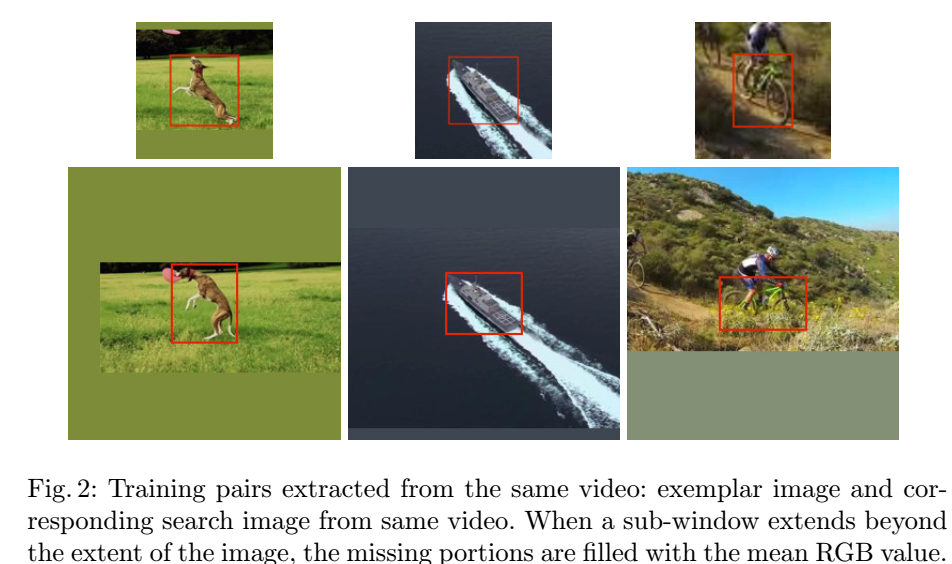 Fig. 2: Training pairs extracted from the same video: exemplar image and cor-
responding search image from same video. When a sub-window extends beyond
the extent of the image, the missing portions are filled with the mean RGB value.